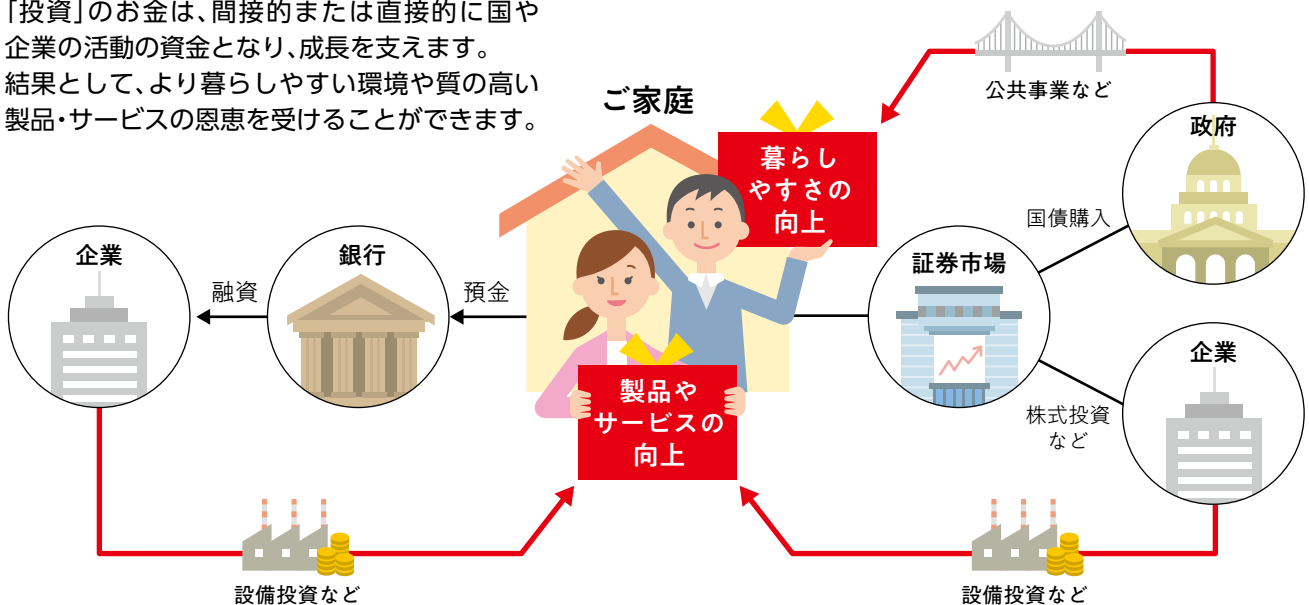 「投資」のお金は、間接的または直接的に国や
企業の活動の資金となり、成長を支えます。
結果として、より暮らしやすい環境や質の高い
製品・サービスの恩恵を受けることができます。
ご家庭
公共事業など
政府
暮らし
やすさの
向上
国債購入
企業
銀行
証券市場
融資
預金
企業
製品や
サービスの
向上
株式投資
など
設備投資など
設備投資など